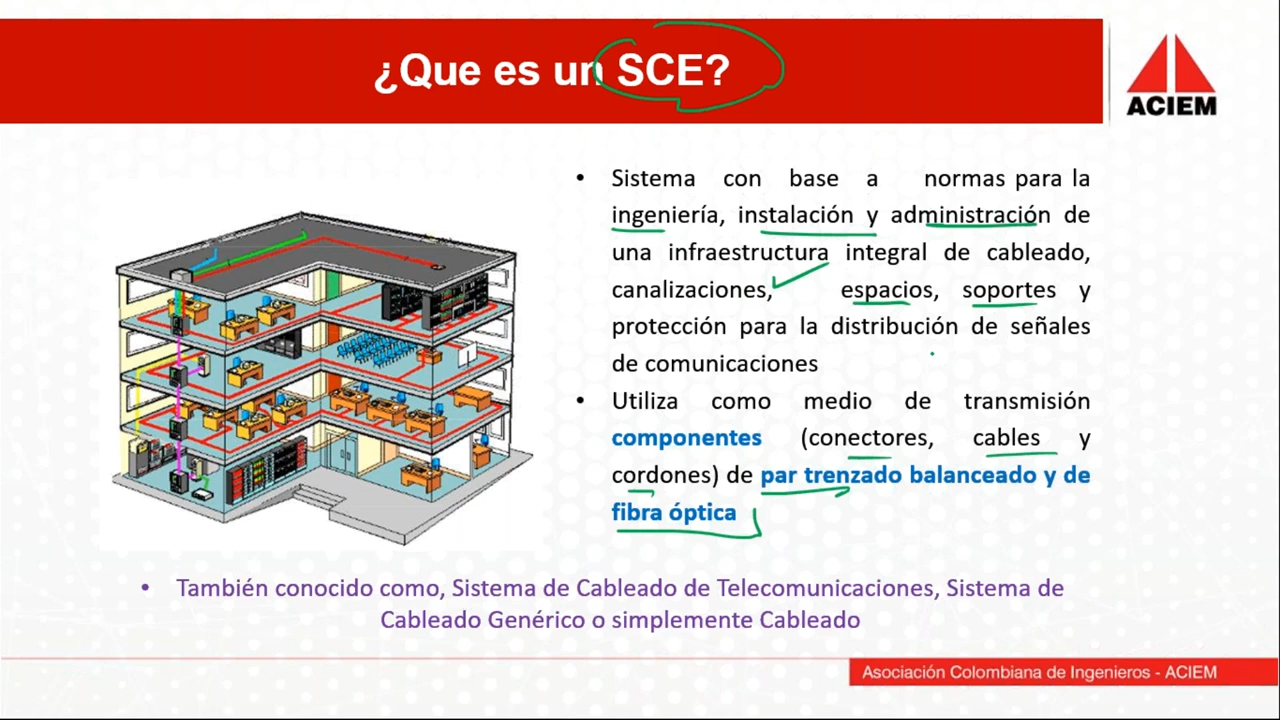 ¿Que es un SCE?
ACIEM
• Sistema con base a normas para la
ingeniería, instalación y administración de
una infraestructura integral de cableado,
canalizaciones, espacios, soportes y
protección para la distribución de señales
de comunicaciones
• Utiliza como medio de transmisión
componentes (conectores, cables y
cordones) de par trenzado balanceado y de
fibra óptica
• También conocido como, Sistema de Cableado de Telecomunicaciones, Sistema de
Cableado Genérico o simplemente Cableado
Asociación Colombiana de Ingenieros - ACIEM